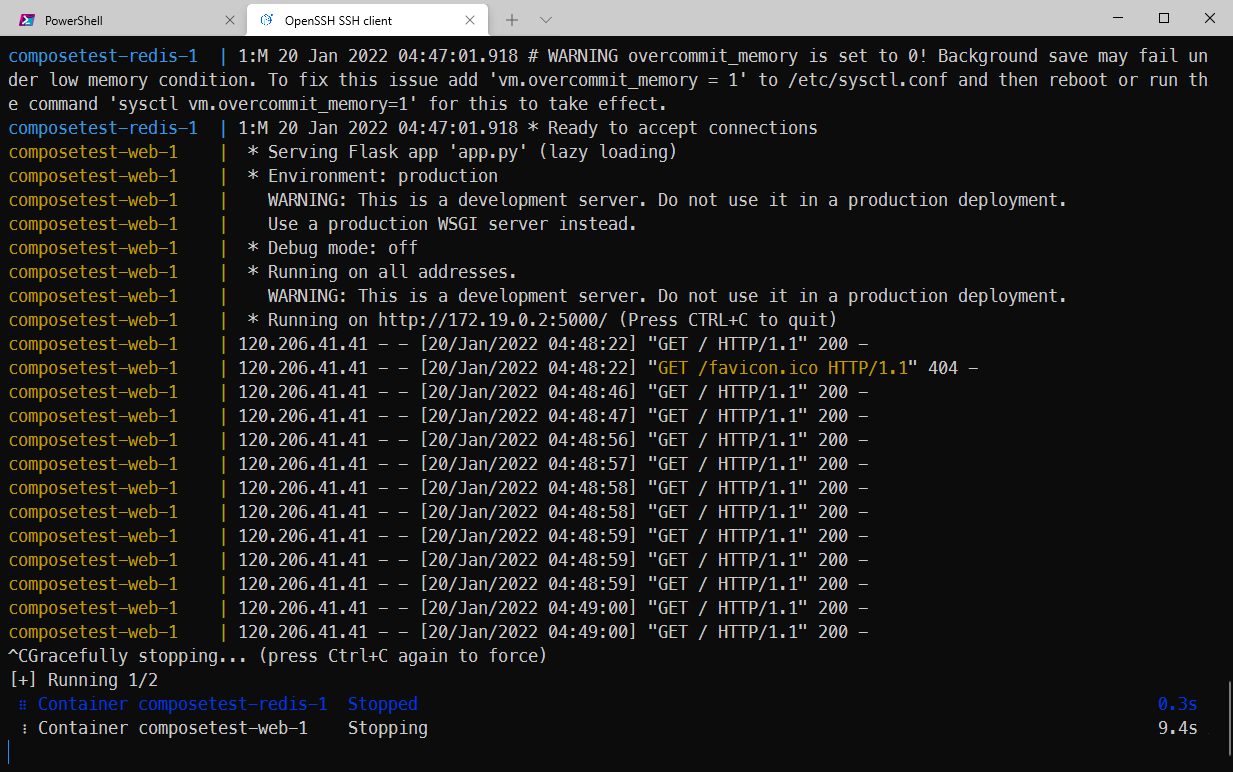 PowerShell
OpenSSH SSH client
composetest-redis-1  | 1:M 20 Jan 2022 04:47:01.918 # WARNING overcommit_memory is set to 0! Background save may fail un
der low memory condition. To fix this issue add 'vm.overcommit_memory = 1' to /etc/sysctl.conf and then reboot or run th
e command 'sysctl vm.overcommit_memory=1' for this to take effect.
composetest-redis-1  | 1:M 20 Jan 2022 04:47:01.918 * Ready to accept connections
composetest-web-1    |  * Serving Flask app 'app.py' (lazy loading)
composetest-web-1    |  * Environment: production
composetest-web-1    |    WARNING: This is a development server. Do not use it in a production deployment.
composetest-web-1    |    Use a production WSGI server instead.
composetest-web-1    |  * Debug mode: off
composetest-web-1    |  * Running on all addresses.
composetest-web-1    |    WARNING: This is a development server. Do not use it in a production deployment.
composetest-web-1    |  * Running on http://172.19.0.2:5000/ (Press CTRL+C to quit)
composetest-web-1    | 120.206.41.41 - - [20/Jan/2022 04:48:22] "GET / HTTP/1.1" 200 -
composetest-web-1    | 120.206.41.41 - - [20/Jan/2022 04:48:22] "GET /favicon.ico HTTP/1.1" 404 -
composetest-web-1    | 120.206.41.41 - - [20/Jan/2022 04:48:46] "GET / HTTP/1.1" 200 -
composetest-web-1    | 120.206.41.41 - - [20/Jan/2022 04:48:47] "GET / HTTP/1.1" 200 -
composetest-web-1    | 120.206.41.41 - - [20/Jan/2022 04:48:56] "GET / HTTP/1.1" 200 -
composetest-web-1    | 120.206.41.41 - - [20/Jan/2022 04:48:57] "GET / HTTP/1.1" 200 -
composetest-web-1    | 120.206.41.41 - - [20/Jan/2022 04:48:58] "GET / HTTP/1.1" 200 -
composetest-web-1    | 120.206.41.41 - - [20/Jan/2022 04:48:58] "GET / HTTP/1.1" 200 -
composetest-web-1    | 120.206.41.41 - - [20/Jan/2022 04:48:59] "GET / HTTP/1.1" 200 -
composetest-web-1    | 120.206.41.41 - - [20/Jan/2022 04:48:59] "GET / HTTP/1.1" 200 -
composetest-web-1    | 120.206.41.41 - - [20/Jan/2022 04:48:59] "GET / HTTP/1.1" 200 -
composetest-web-1    | 120.206.41.41 - - [20/Jan/2022 04:49:00] "GET / HTTP/1.1" 200 -
composetest-web-1    | 120.206.41.41 - - [20/Jan/2022 04:49:00] "GET / HTTP/1.1" 200 -
^CGracefully stopping... (press Ctrl+C again to force)
[+] Running 1/2
 ⠿ Container composetest-redis-1  Stopped 0.3s
 ⠇ Container composetest-web-1    Stopping 9.4s